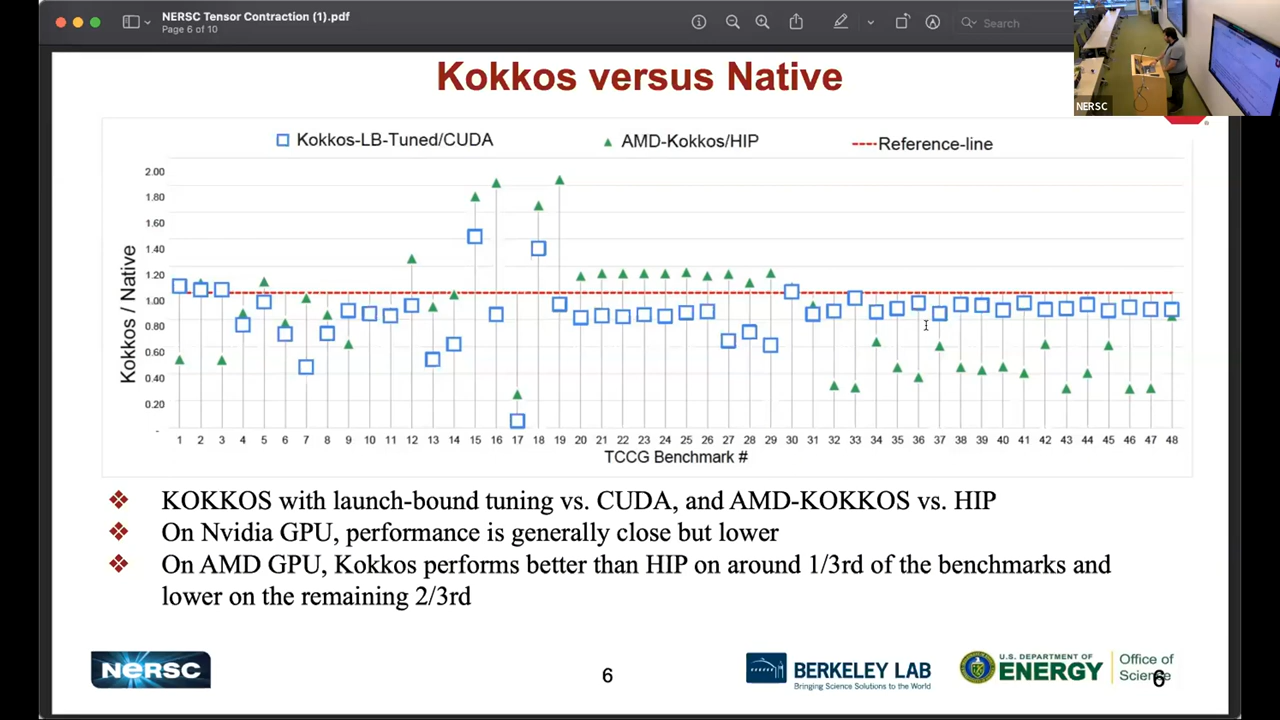 NERSC Tensor Contraction (1).pdf
Page 6 of 10
Search
NERSC
Kokkos versus Native
Kokkos-LB-Tuned/CUDA
AMD-Kokkos/HIP
Reference-line
Kokkos / Native
2.00
1.80
1.60
1.40
1.20
1.00
0.80
0.60
0.40
0.20
-
1 2 3 4 5 6 7 8 9 10 11 12 13 14 15 16 17 18 19 20 21 22 23 24 25 26 27 28 29 30 31 32 33 34 35 36 37 38 39 40 41 42 43 44 45 46 47 48
TCCG Benchmark #
KOKKOS with launch-bound tuning vs. CUDA, and AMD-KOKKOS vs. HIP
On Nvidia GPU, performance is generally close but lower
On AMD GPU, Kokkos performs better than HIP on around 1/3rd of the benchmarks and
lower on the remaining 2/3rd
NERSC
6
BERKELEY LAB
Bringing Science Solutions to the World
U.S. DEPARTMENT OF
ENERGY
Office of
Science
6